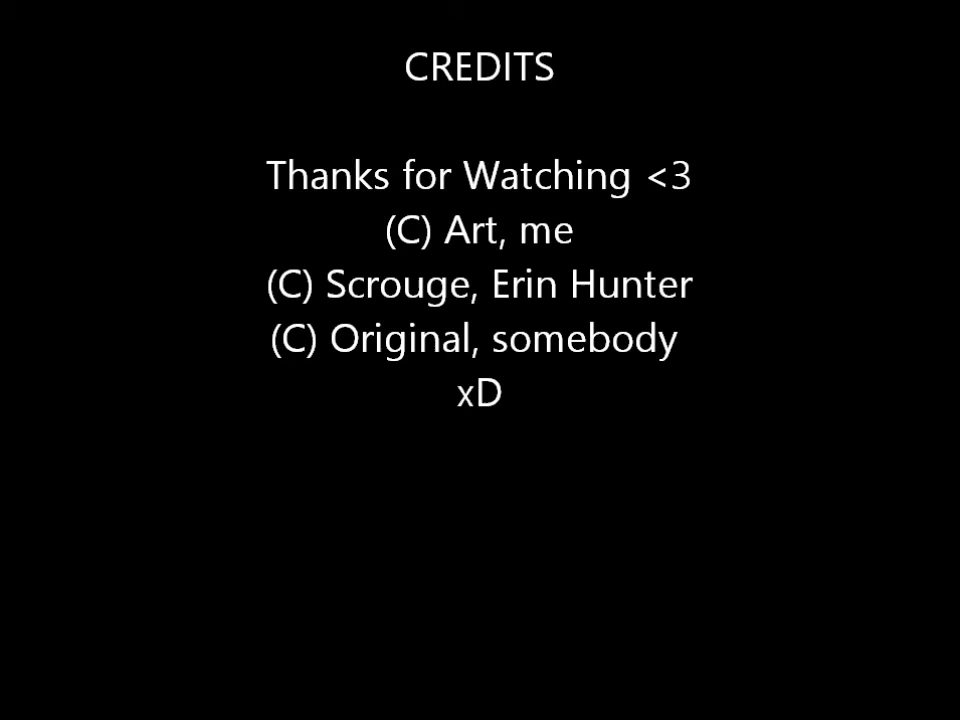 CREDITS
Thanks for Watching <3
(C) Art, me
(C) Scrouge, Erin Hunter
(C) Original, somebody
xD